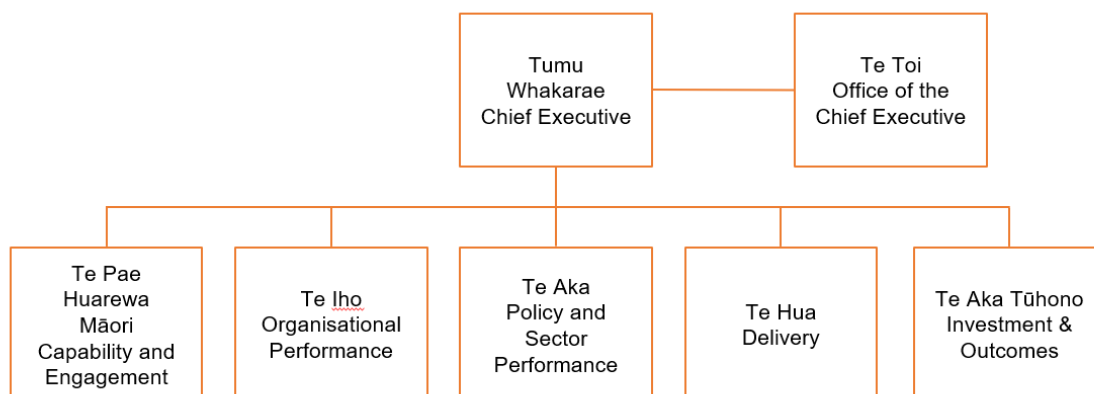 Tumu
Whakarae
Chief Executive
Te Toi
Office of the
Chief Executive
Te Pae
Huarewa
Māori
Capability and
Engagement
Te Iho
Organisational
Performance
Te Aka
Policy and
Sector
Performance
Te Hua
Delivery
Te Aka Tūhono
Investment &
Outcomes